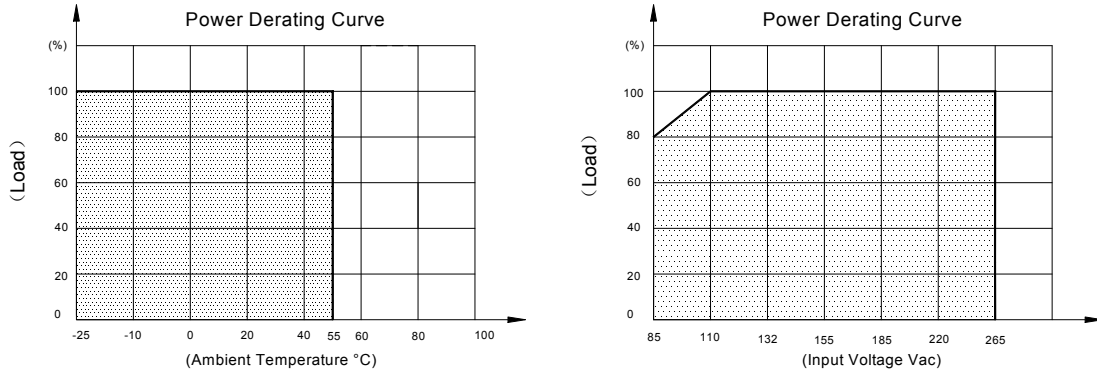 Power Derating Curve
(%)
100
80
60
40
20
0
(Load)
-25 -10 0 20 40 55 60 80 100
(Ambient Temperature °C)
Power Derating Curve
(%)
100
80
60
40
20
0
(Load)
85 110 132 155 185 220 265
(Input Voltage Vac)